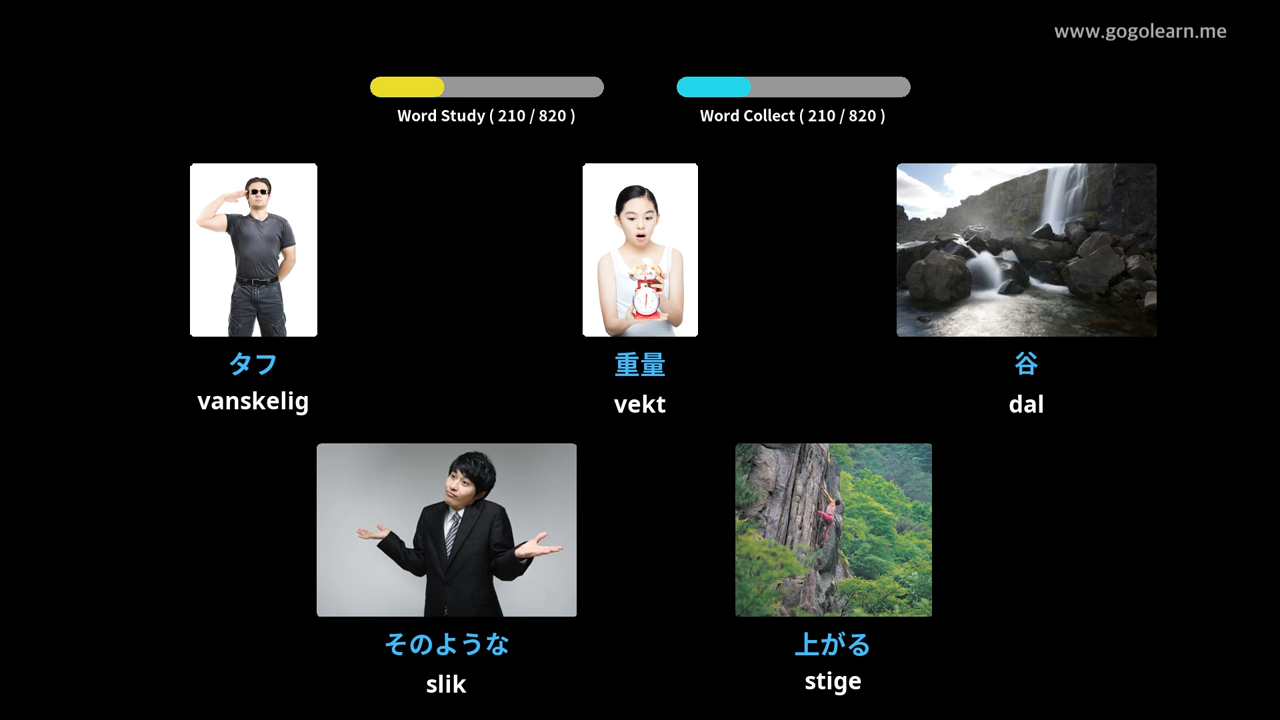 www.gogolearn.me
Word Study ( 210 / 820 )
Word Collect ( 210 / 820 )
タフ
vanskelig
重量
vekt
谷
dal
そのような
slik
上がる
stige